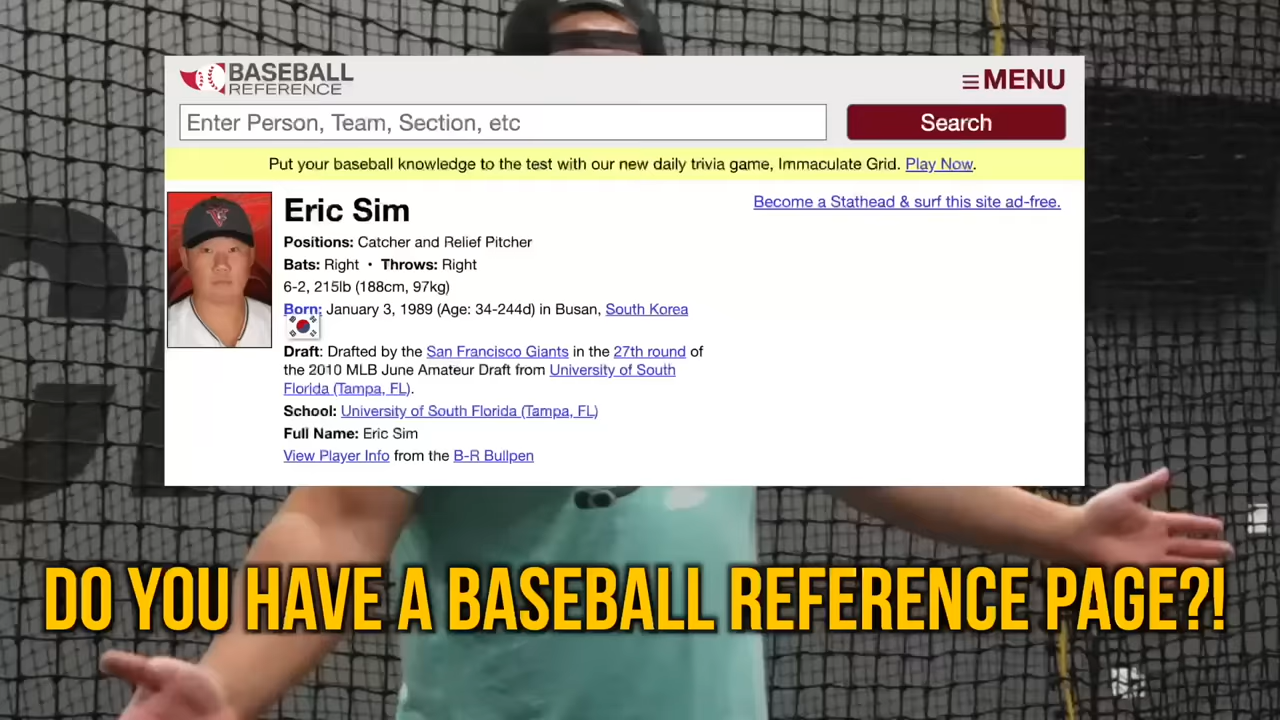 BASEBALL
REFERENCE
MENU
Enter Person, Team, Section, etc
Search
Put your baseball knowledge to the test with our new daily trivia game, Immaculate Grid. Play Now.
Eric Sim
Become a Stathead & surf this site ad-free.
Positions: Catcher and Relief Pitcher
Bats: Right • Throws: Right
6-2, 215lb (188cm, 97kg)
Born: January 3, 1989 (Age: 34-244d) in Busan, South Korea
Draft: Drafted by the San Francisco Giants in the 27th round of
the 2010 MLB June Amateur Draft from University of South
Florida (Tampa, FL).
School: University of South Florida (Tampa, FL)
Full Name: Eric Sim
View Player Info from the B-R Bullpen
DO YOU HAVE A BASEBALL REFERENCE PAGE?!